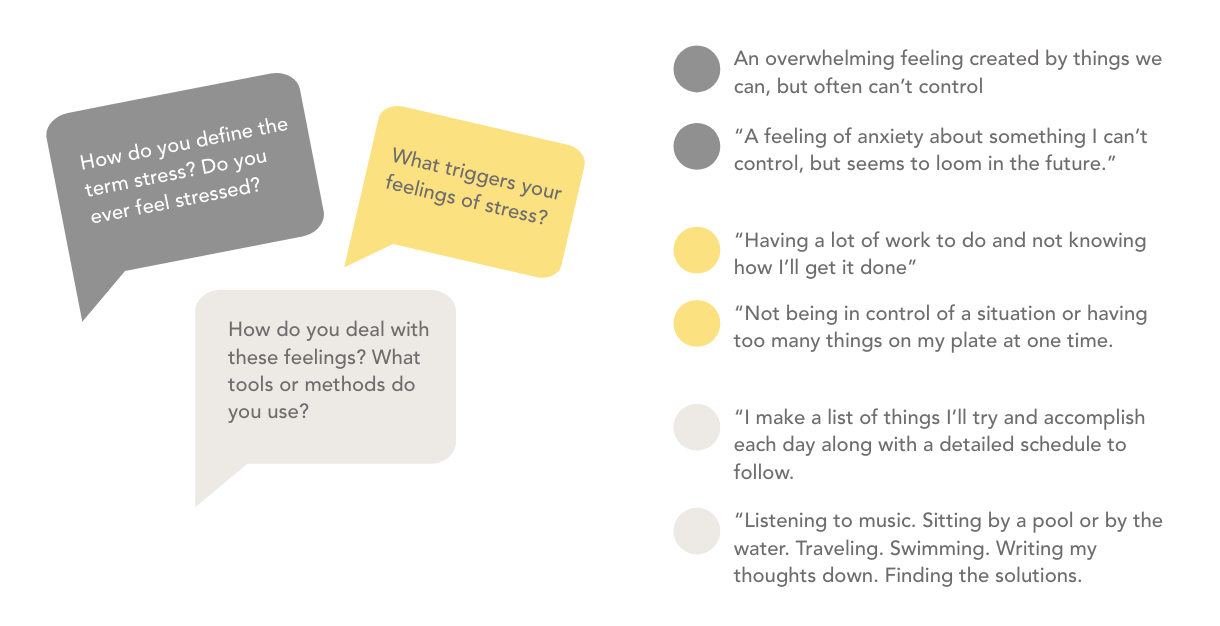 How do you define the
term stress? Do you
ever feel stressed?
What triggers your
feelings of stress?
How do you deal with
these feelings? What
tools or methods do
you use?
An overwhelming feeling created by things we
can, but often can’t control
“A feeling of anxiety about something I can’t
control, but seems to loom in the future.”
“Having a lot of work to do and not knowing
how I’ll get it done”
“Not being in control of a situation or having
too many things on my plate at one time.
“I make a list of things I’ll try and accomplish
each day along with a detailed schedule to
follow.
“Listening to music. Sitting by a pool or by the
water. Traveling. Swimming. Writing my
thoughts down. Finding the solutions.